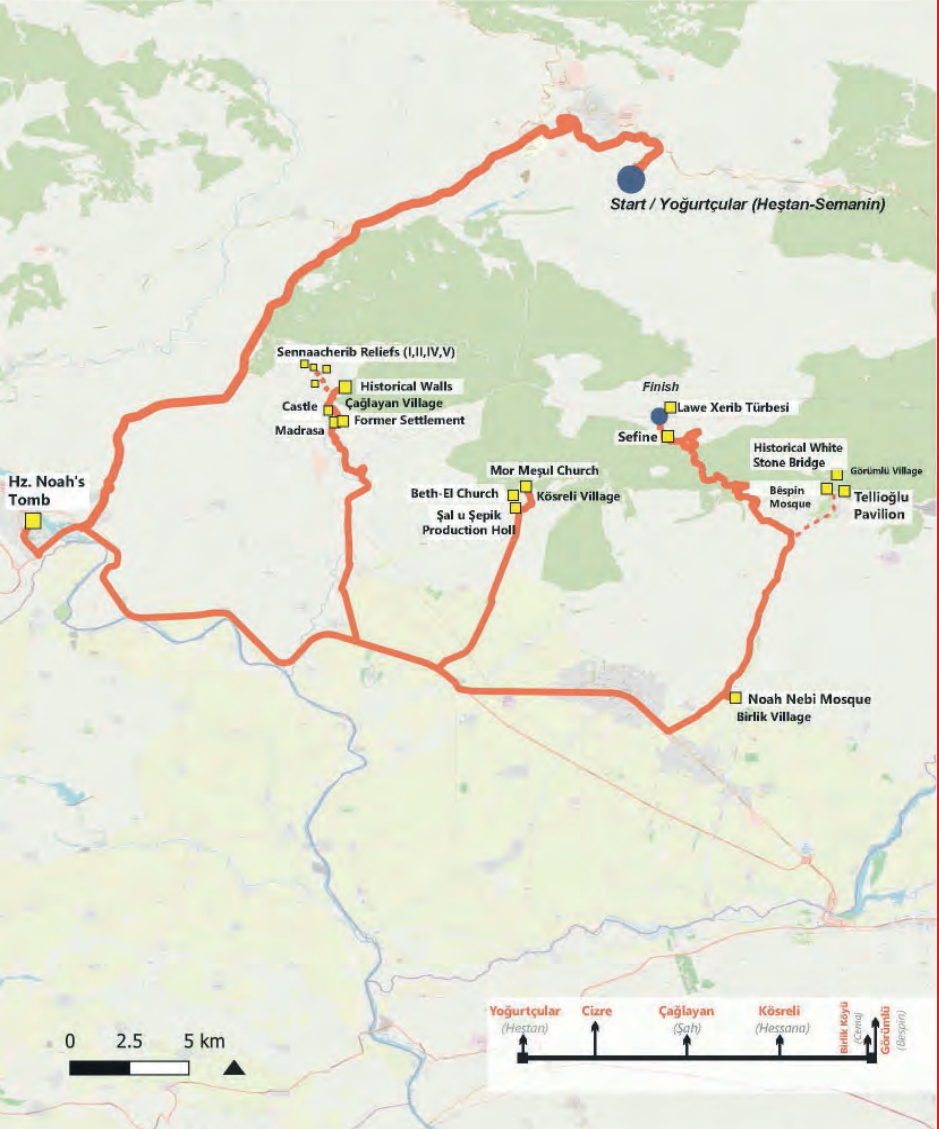 Start / Yoğurtçular (Heştan-Semanin)
Sennaacherib Reliefs (I,II,IV,V)
Historical Walls
Çağlayan Village
Castle
Former Settlement
Madrasa
Finish
Lawe Xerib Türbesi
Sefine
Historical White
Stone Bridge
Görümlü Village
Bêspin
Mosque
Tellioğlu
Pavilion
Mor Meşul Church
Beth-El Church
Kösreli Village
Şal u Şepik
Production Holl
Hz. Noah's
Tomb
Noah Nebi Mosque
Birlik Village
0 2.5 5 km
Yoğurtçular
(Heştan)
Cizre
Çağlayan
(Şah)
Kösreli
(Hessana)
Birlik Köyü
Görümlü
(Bespin)